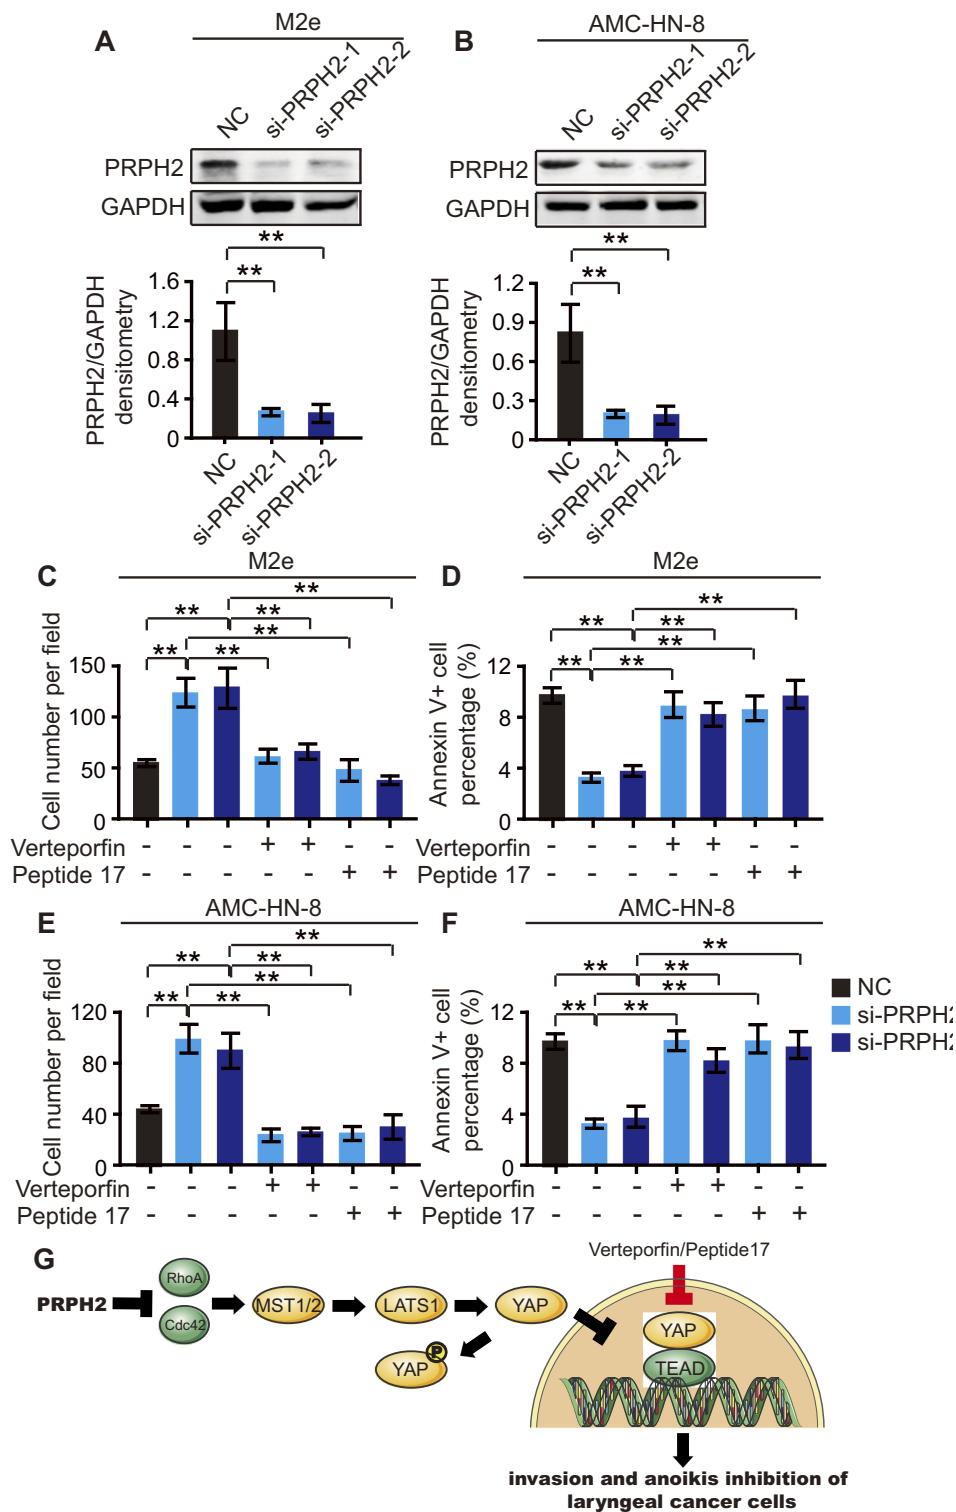 A
M2e
NC
si-PRPH2-1
si-PRPH2-2
PRPH2
GAPDH
**
**
PRPH2/GAPDH
densitometry
1.6
1.2
0.8
0.4
0
NC
si-PRPH2-1
si-PRPH2-2
B
AMC-HN-8
NC
si-PRPH2-1
si-PRPH2-2
PRPH2
GAPDH
**
**
PRPH2/GAPDH
densitometry
1.2
0.9
0.6
0.3
0
NC
si-PRPH2-1
si-PRPH2-2
C
M2e
**
** **
**
** **
Cell number per field
150
100
50
0
Verteporfin - - - + + - -
Peptide 17 - - - - - + +
D
M2e
**
** **
**
** **
Annexin V+ cell
percentage (%)
12
8
4
0
Verteporfin - - - + + - -
Peptide 17 - - - - - + +
E
AMC-HN-8
**
** **
**
** **
Cell number per field
120
80
40
0
Verteporfin - - - + + - -
Peptide 17 - - - - - + +
F
AMC-HN-8
**
** **
**
** **
Annexin V+ cell
percentage (%)
12
8
4
0
Verteporfin - - - + + - -
Peptide 17 - - - - - + +
NC
si-PRPH2
si-PRPH2
G
Verteporfin/Peptide17
PRPH2
RhoA
Cdc42
MST1/2
LATS1
YAP
YAP
P
YAP
TEAD
invasion and anoikis inhibition of
laryngeal cancer cells